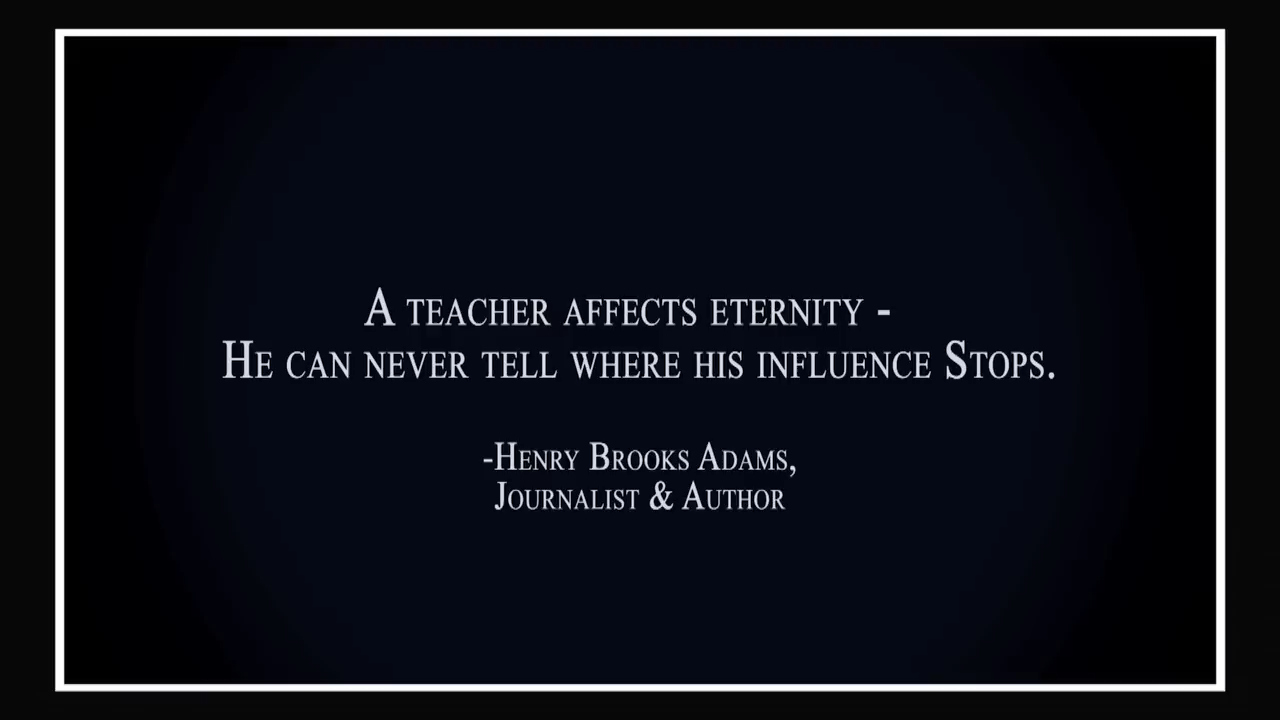 A teacher affects eternity -
He can never tell where his influence Stops.
-Henry Brooks Adams,
Journalist & Author